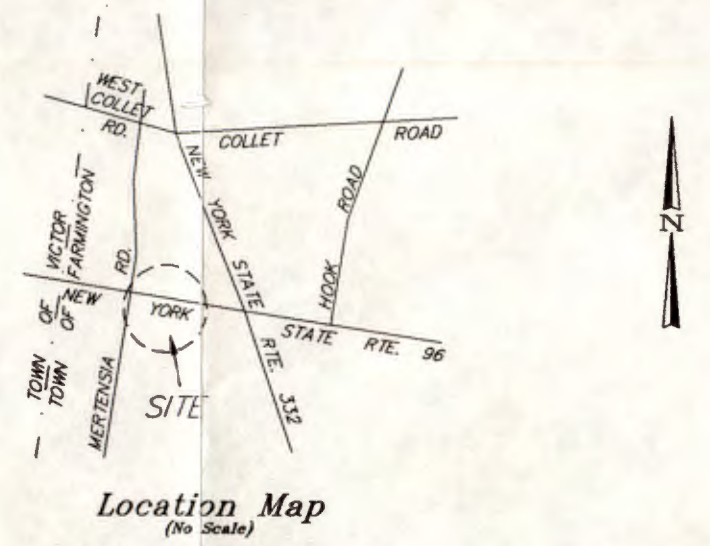 WEST
COLLET
RD.
COLLET
ROAD
NEW YORK STATE RTE. 332
HOOK ROAD
N
TOWN OF VICTOR
TOWN OF FARMINGTON
MERTENSIA RD.
NEW YORK STATE RTE. 96
SITE
Location Map
(No Scale)